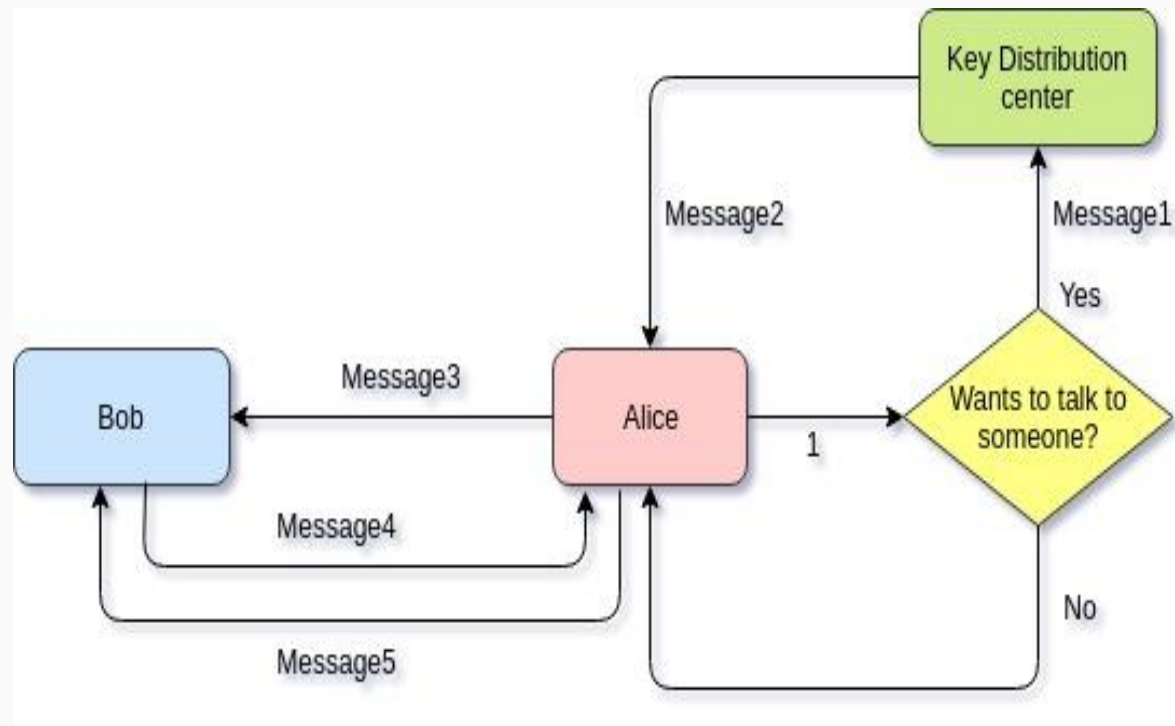 Key Distribution
center
Message2
Message1
Yes
Message3
Bob
Alice
1
Wants to talk to
someone?
Message4
No
Message5